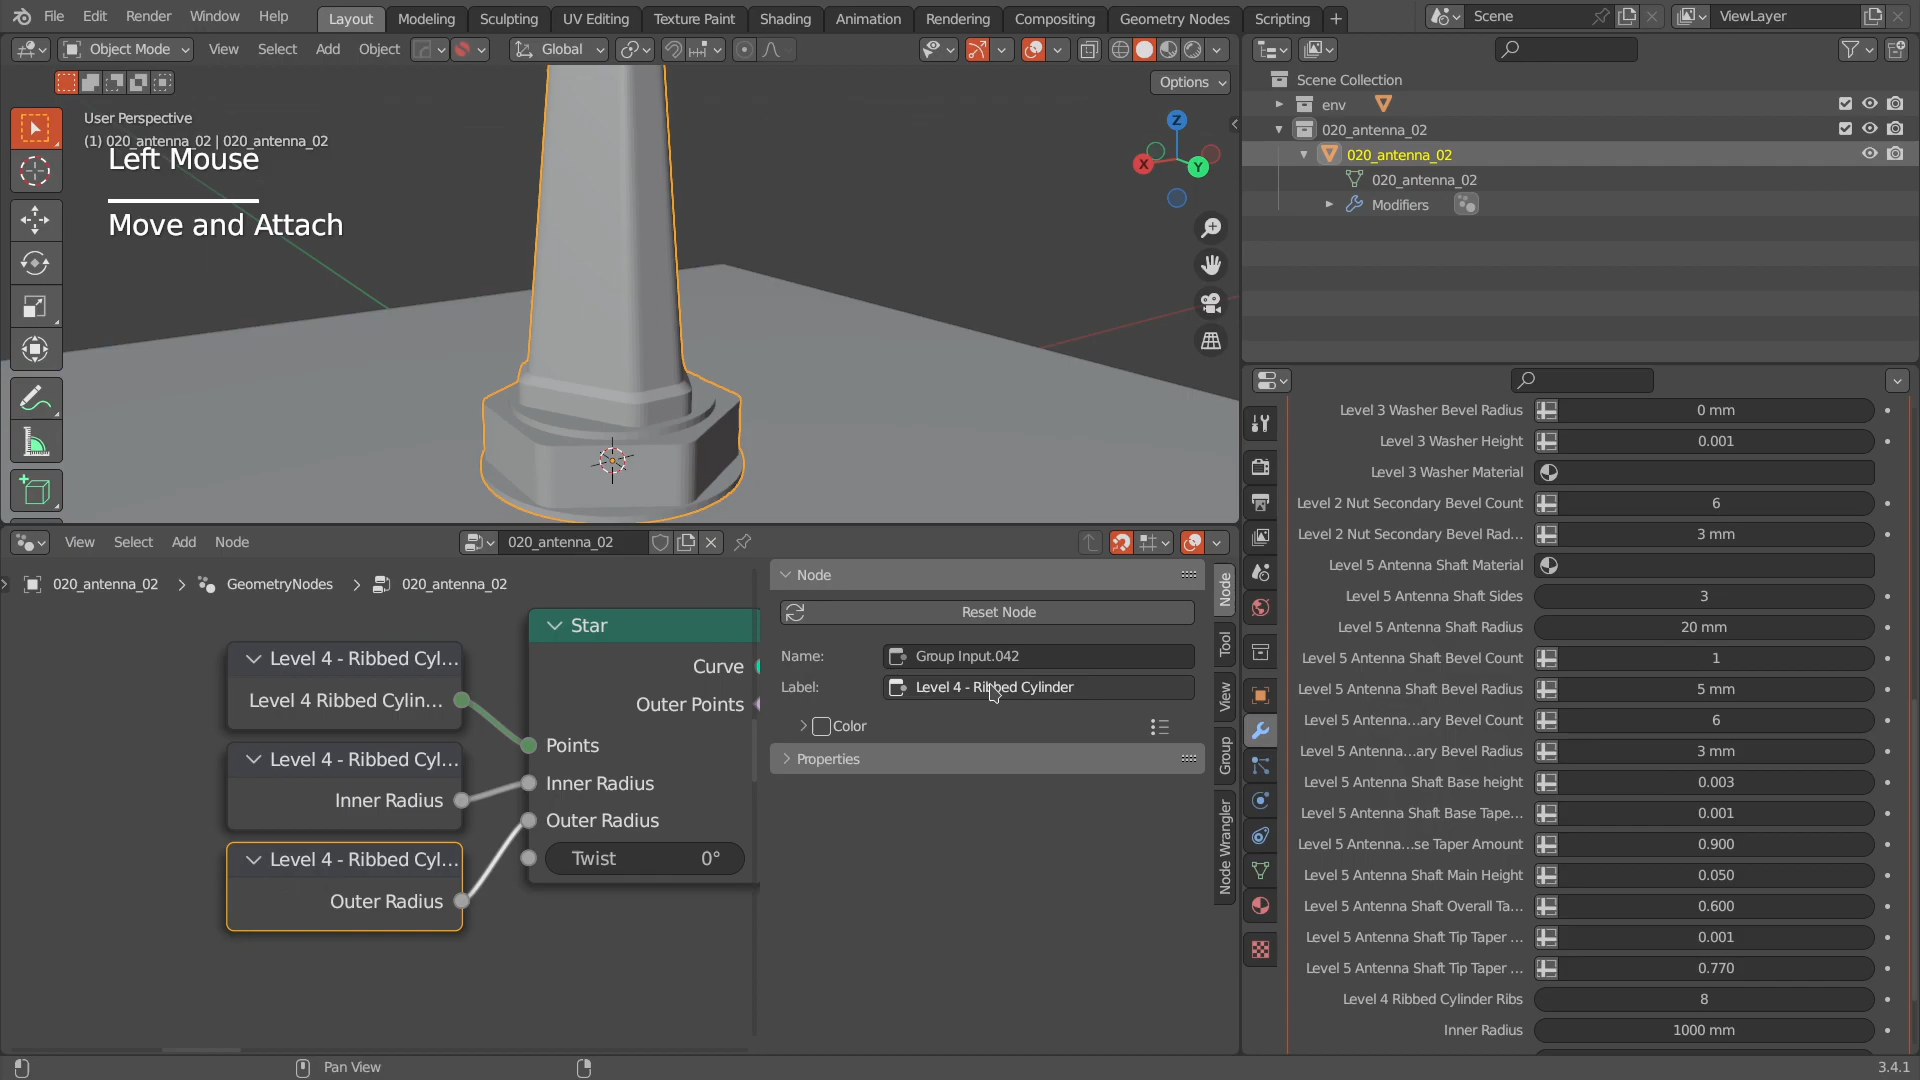 File Edit Render Window Help Layout Modeling Sculpting UV Editing Texture Paint Shading Animation Rendering Compositing Geometry Nodes Scripting + Scene ViewLayer
Object Mode View Select Add Object Global
Options
User Perspective
(1) 020_antenna_02 | 020_antenna_02
Left Mouse
Move and Attach
Z
X
Y
Scene Collection
env
020_antenna_02
020_antenna_02
020_antenna_02
Modifiers
View Select Add Node 020_antenna_02
020_antenna_02 > GeometryNodes > 020_antenna_02
Star
Curve
Outer Points
Points
Inner Radius
Outer Radius
Twist 0°
Level 4 - Ribbed Cyl...
Level 4 Ribbed Cylin...
Level 4 - Ribbed Cyl...
Inner Radius
Level 4 - Ribbed Cyl...
Outer Radius
Node
Reset Node
Name: Group Input.042
Label: Level 4 - Ribbed Cylinder
Color
Properties
Node
Tool
View
Group
Node Wrangler
Level 3 Washer Bevel Radius 0 mm
Level 3 Washer Height 0.001
Level 3 Washer Material
Level 2 Nut Secondary Bevel Count 6
Level 2 Nut Secondary Bevel Rad... 3 mm
Level 5 Antenna Shaft Material
Level 5 Antenna Shaft Sides 3
Level 5 Antenna Shaft Radius 20 mm
Level 5 Antenna Shaft Bevel Count 1
Level 5 Antenna Shaft Bevel Radius 5 mm
Level 5 Antenna...ary Bevel Count 6
Level 5 Antenna...ary Bevel Radius 3 mm
Level 5 Antenna Shaft Base height 0.003
Level 5 Antenna Shaft Base Tape... 0.001
Level 5 Antenna...se Taper Amount 0.900
Level 5 Antenna Shaft Main Height 0.050
Level 5 Antenna Shaft Overall Ta... 0.600
Level 5 Antenna Shaft Tip Taper ... 0.001
Level 5 Antenna Shaft Tip Taper ... 0.770
Level 4 Ribbed Cylinder Ribs 8
Inner Radius 1000 mm
Pan View
3.4.1